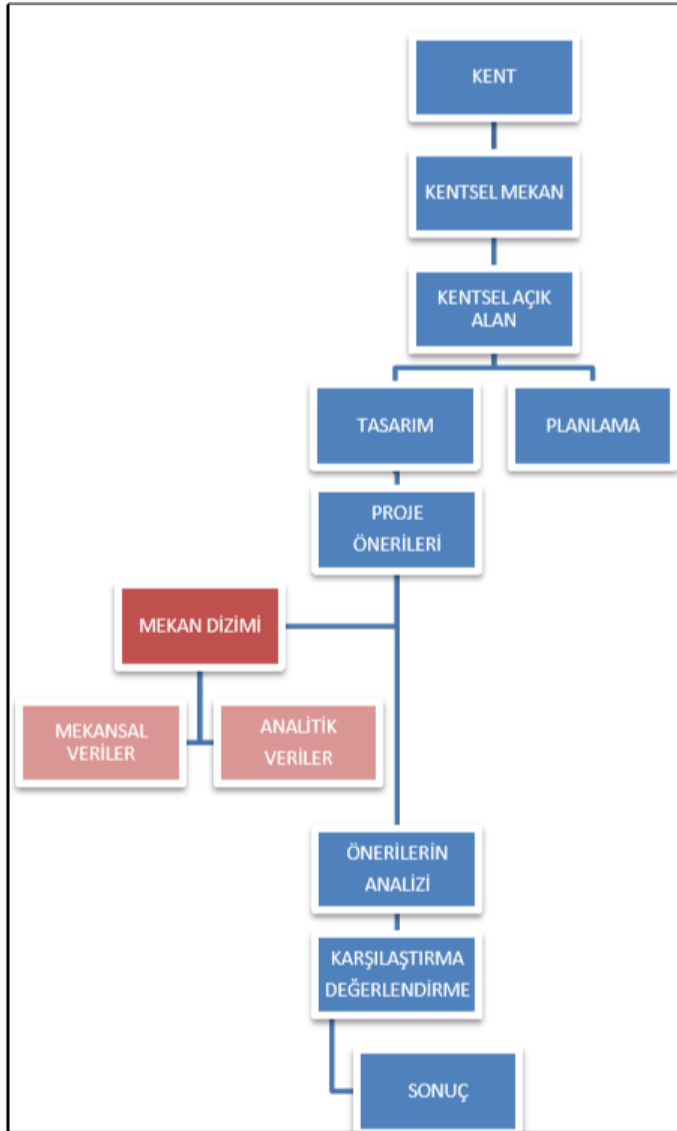 KENT
KENTSEL MEKAN
KENTSEL AÇIK
ALAN
TASARIM
PLANLAMA
PROJE
ÖNERİLERİ
MEKAN DİZİMİ
MEKANSAL
VERİLER
ANALİTİK
VERİLER
ÖNERİLERİN
ANALİZİ
KARŞILAŞTIRMA
DEĞERLENDİRME
SONUÇ